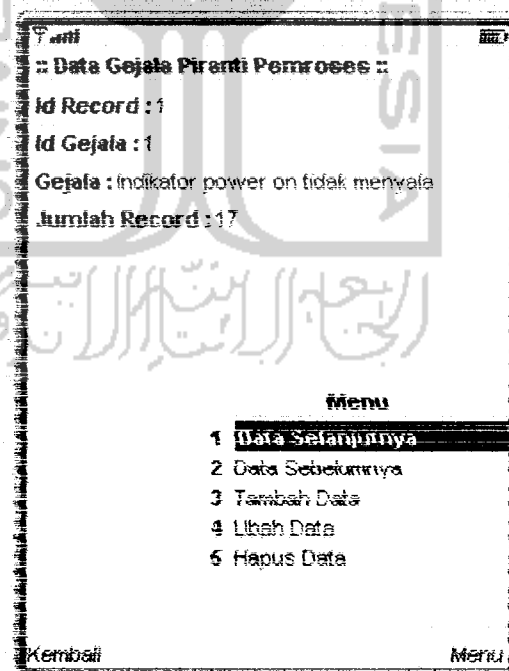 :: Data Gejala Piranti Pemroses ::
Id Record : 1
Id Gejala : 1
Gejala : Indikator power on tidak menyala
Jumlah Record : 17
Menu
1 Data Selanjutnya
2 Data Sebelumnya
3 Tambah Data
4 Ubah Data
5 Hapus Data
Kembali Menu